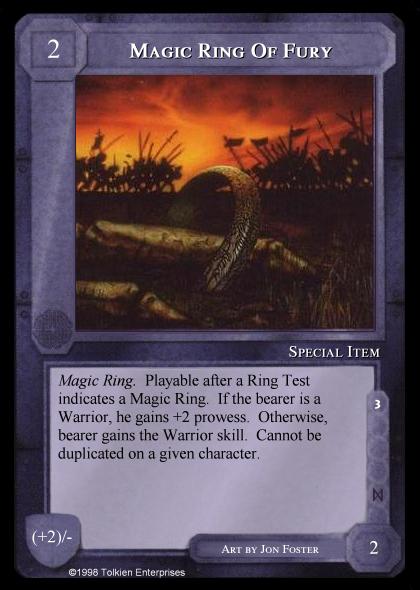 2
MAGIC RING OF FURY
SPECIAL ITEM
Magic Ring.  Playable after a Ring Test
indicates a Magic Ring.  If the bearer is a
Warrior, he gains +2 prowess.  Otherwise,
bearer gains the Warrior skill.  Cannot be
duplicated on a given character.
3
(+2)/-
ART BY JON FOSTER
2
©1998 Tolkien Enterprises